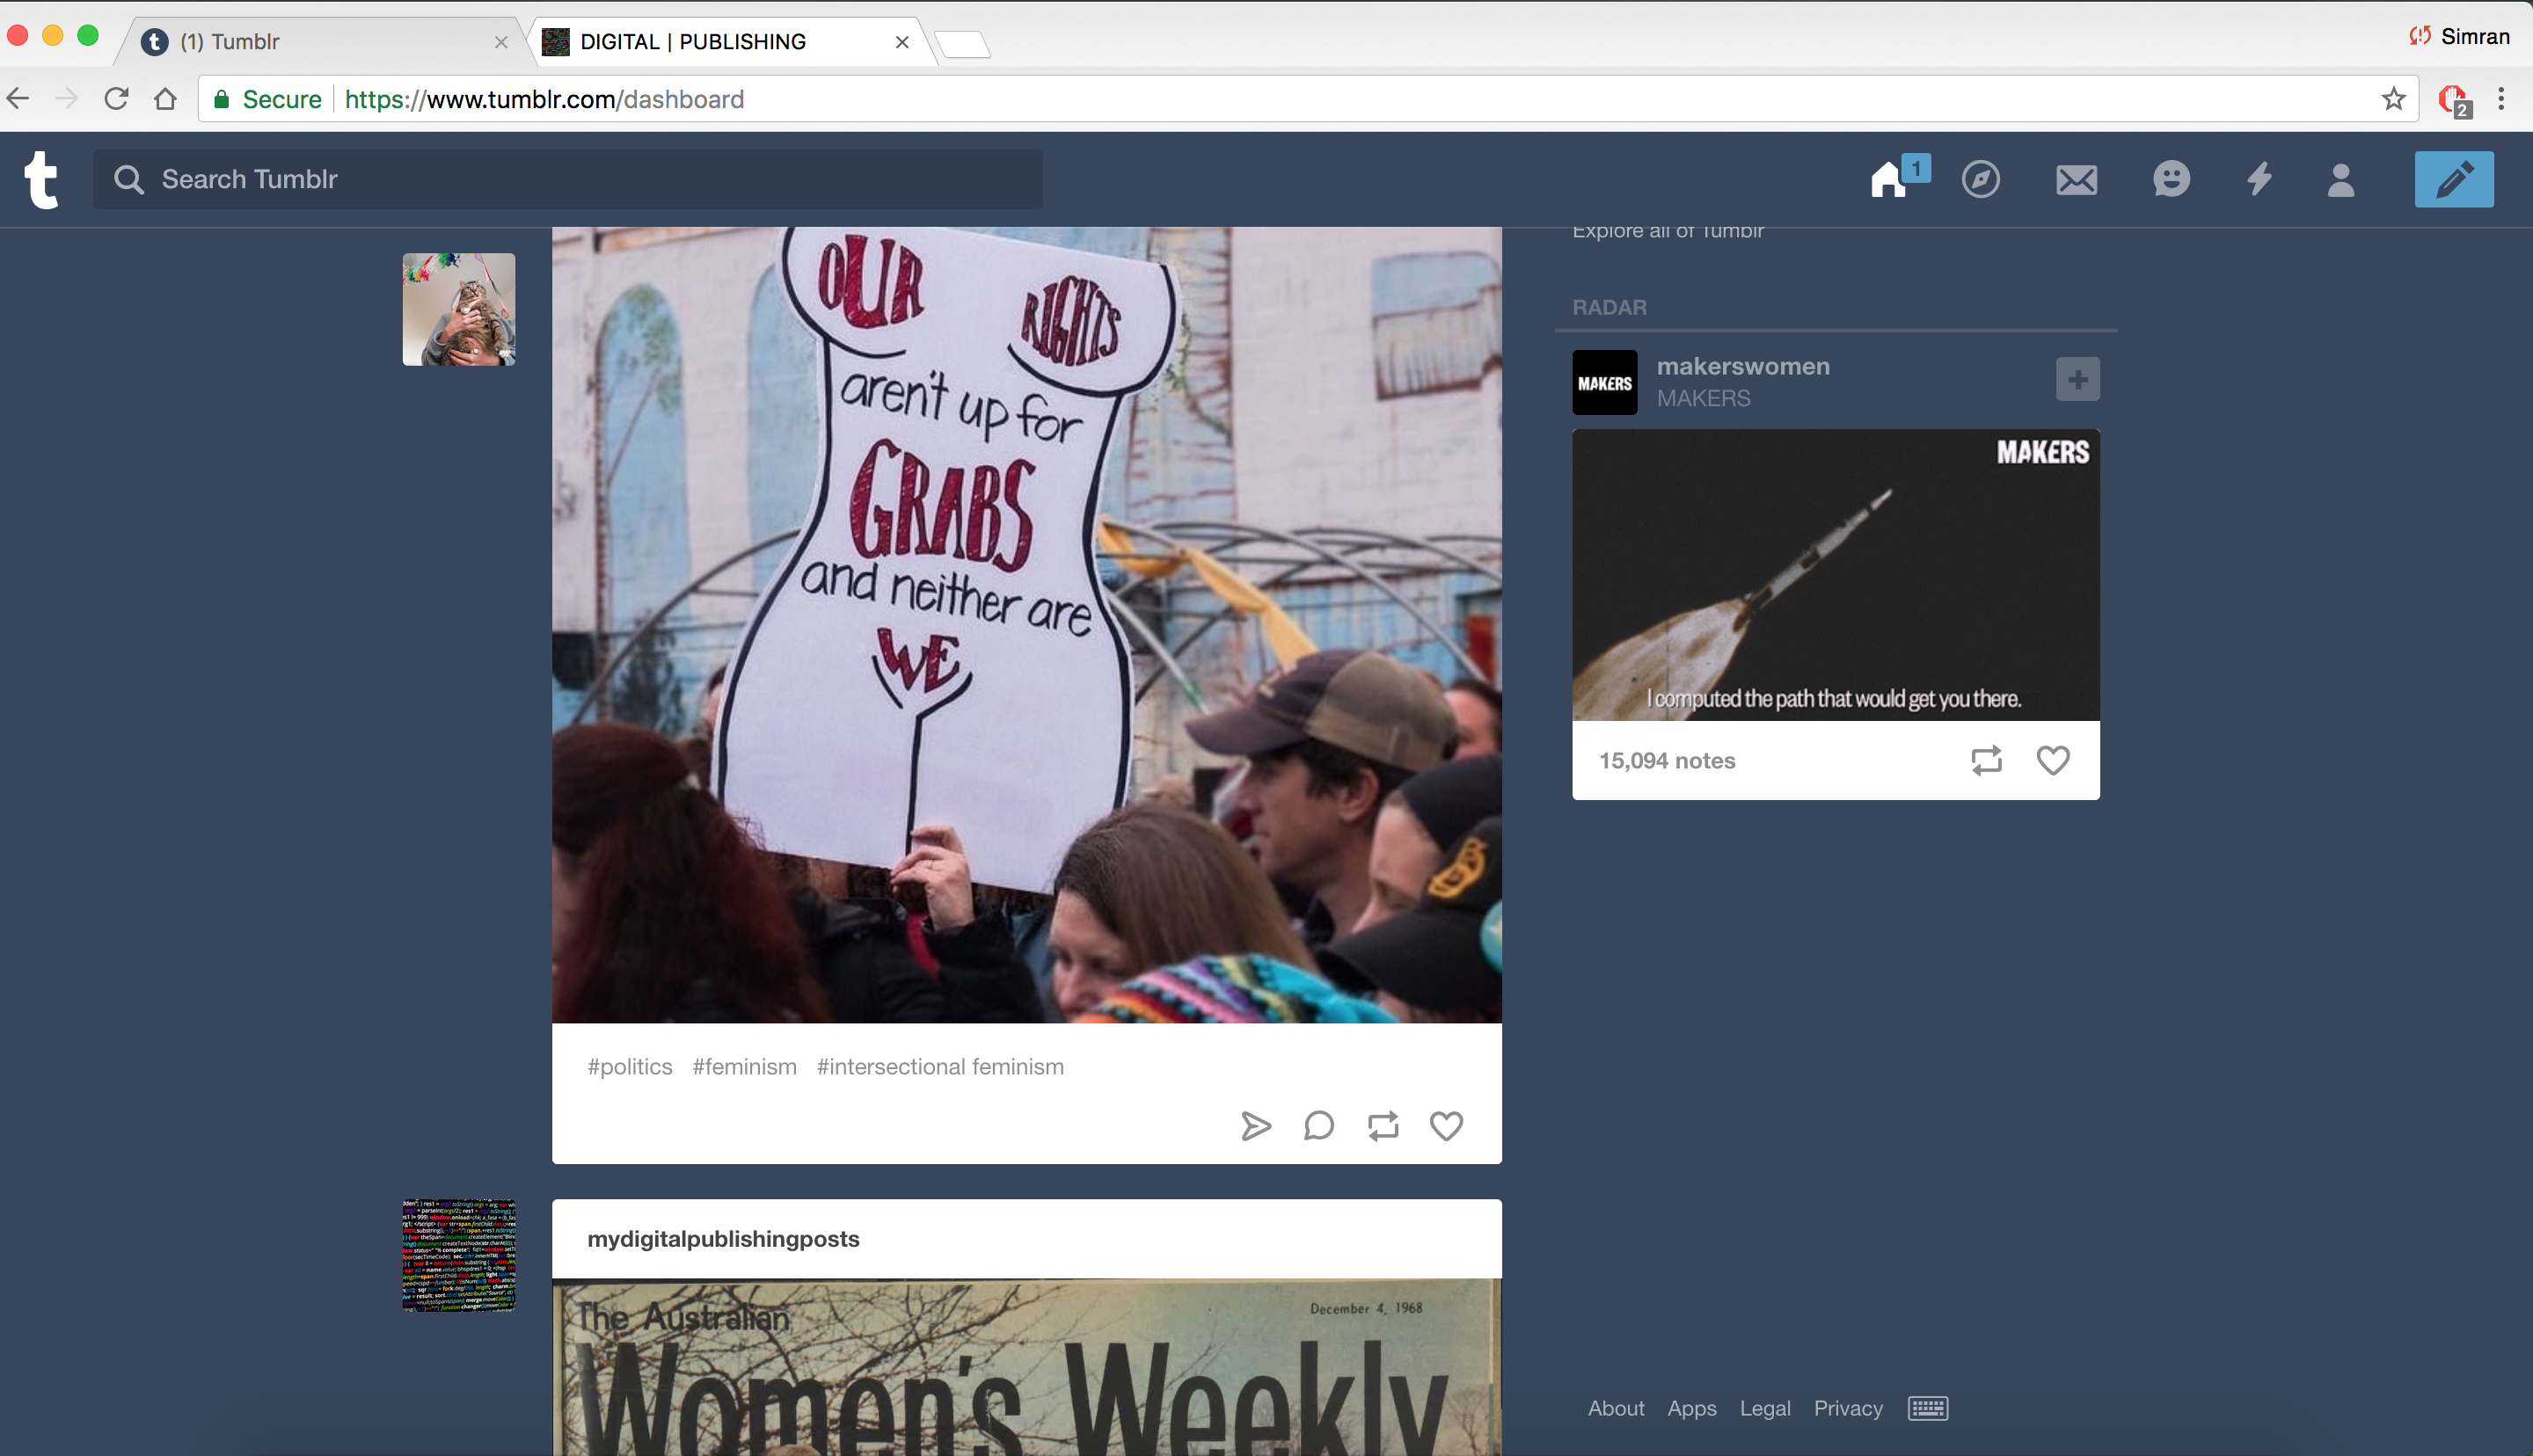 (1) Tumblr
DIGITAL | PUBLISHING
Simran
Secure
https://www.tumblr.com/dashboard
2
t
Search Tumblr
1
Explore all of Tumblr
OUR
RIGHTS
aren't up for
GRABS
and neither are
WE
RADAR
MAKERS
makerswomen
MAKERS
MAKERS
I computed the path that would get you there.
15,094 notes
#politics #feminism #intersectional feminism
mydigitalpublishingposts
The Australian
December 4, 1968
Women's Weekly
About Apps Legal Privacy